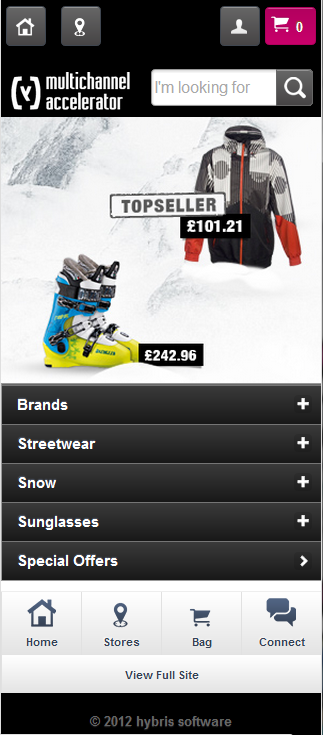 0
multichannel
accelerator
I'm looking for
TOPSELLER
£101.21
£242.96
Brands
Streetwear
Snow
Sunglasses
Special Offers
Home
Stores
Bag
Connect
View Full Site
© 2012 hybris software